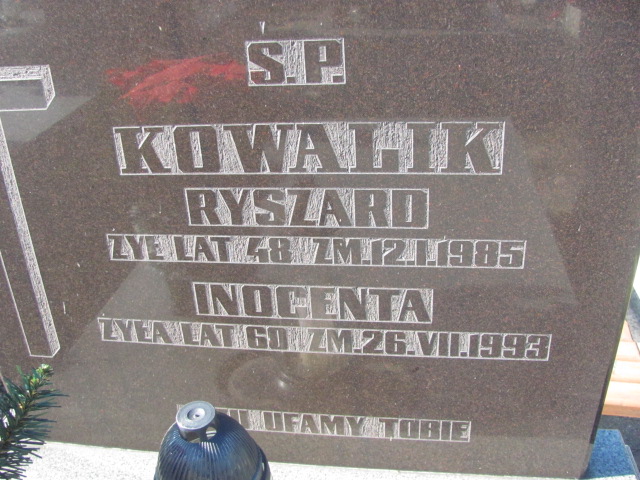 Ś.P.
KOWALIK
RYSZARD
ŻYŁ LAT 48 ZM.12.I.1985
INOCENTA
ŻYŁA LAT 60 ZM.26.VII.1993
UFAMY TOBIE